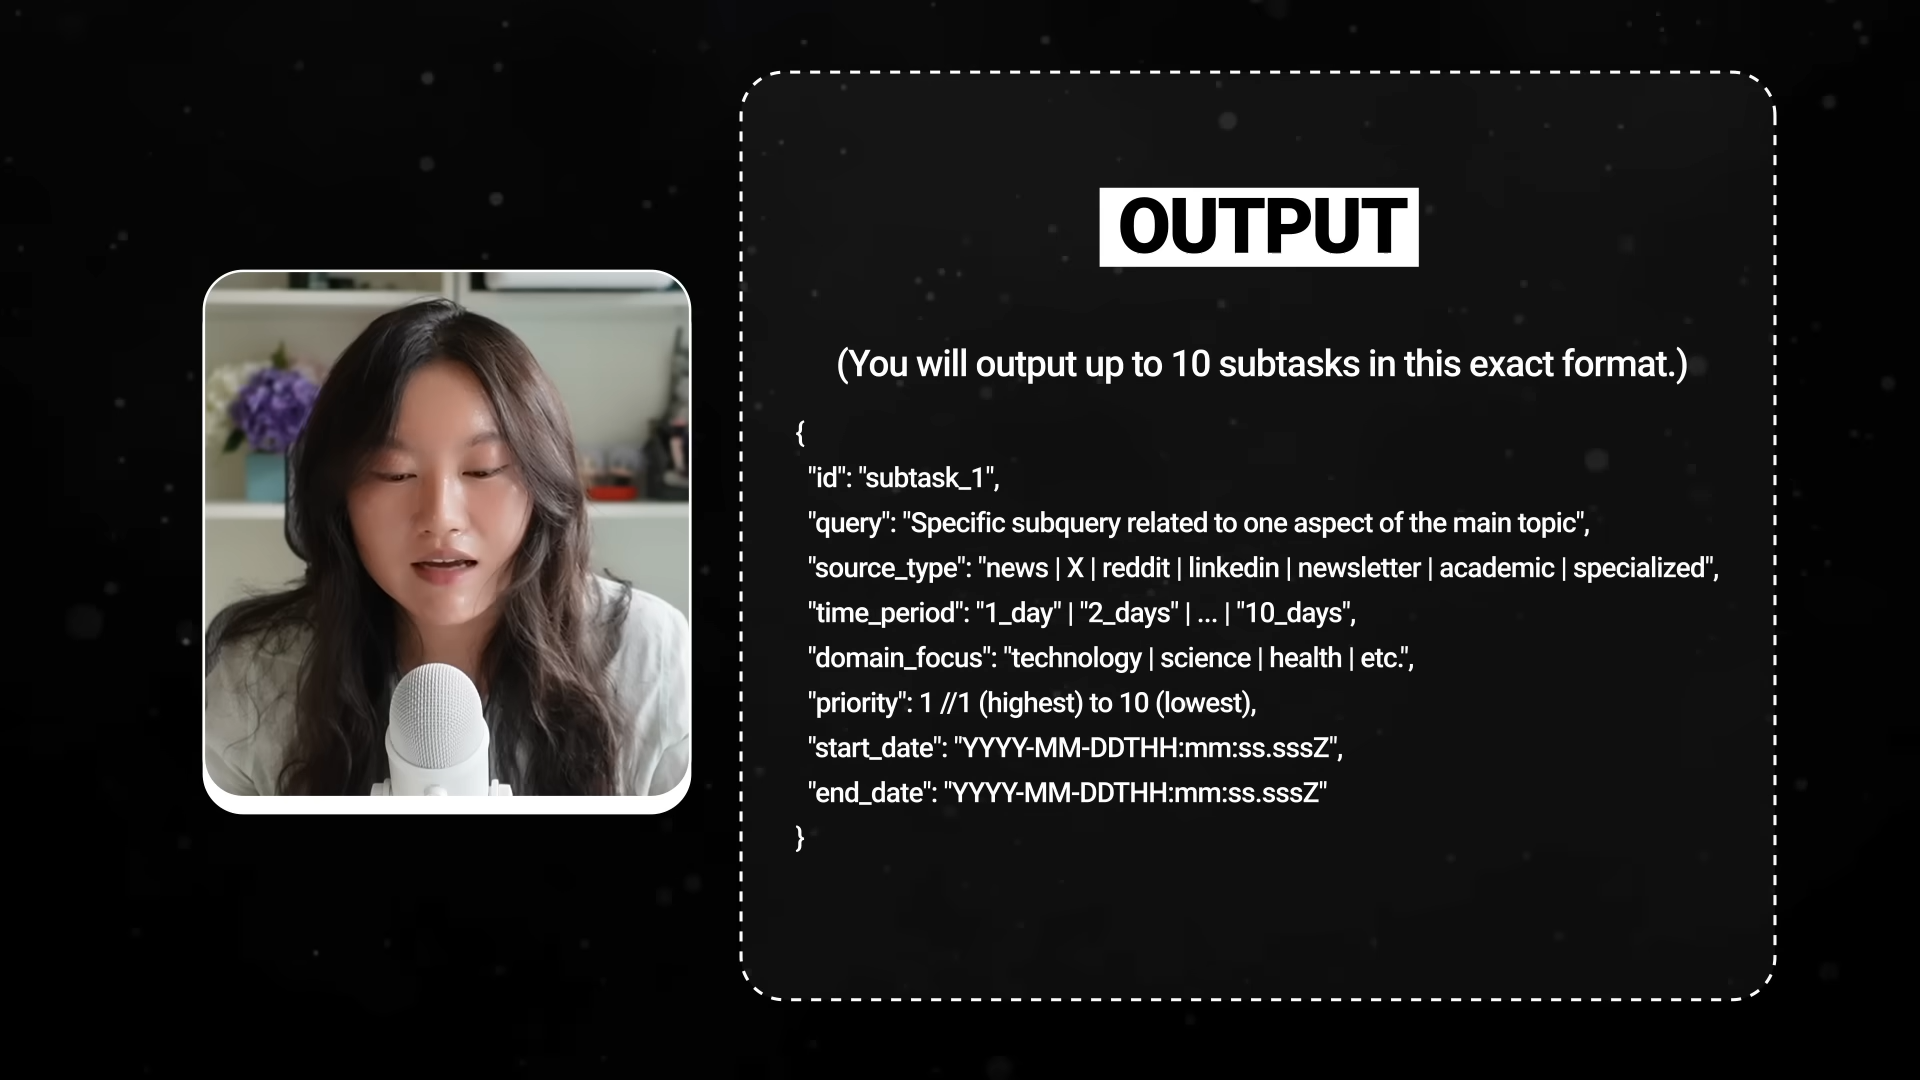 OUTPUT
(You will output up to 10 subtasks in this exact format.)
{
"id": "subtask_1",
"query": "Specific subquery related to one aspect of the main topic",
"source_type": "news | X | reddit | linkedin | newsletter | academic | specialized",
"time_period": "1_day" | "2_days" | ... | "10_days",
"domain_focus": "technology | science | health | etc.",
"priority": 1 //1 (highest) to 10 (lowest),
"start_date": "YYYY-MM-DDTHH:mm:ss.sssZ",
"end_date": "YYYY-MM-DDTHH:mm:ss.sssZ"
}